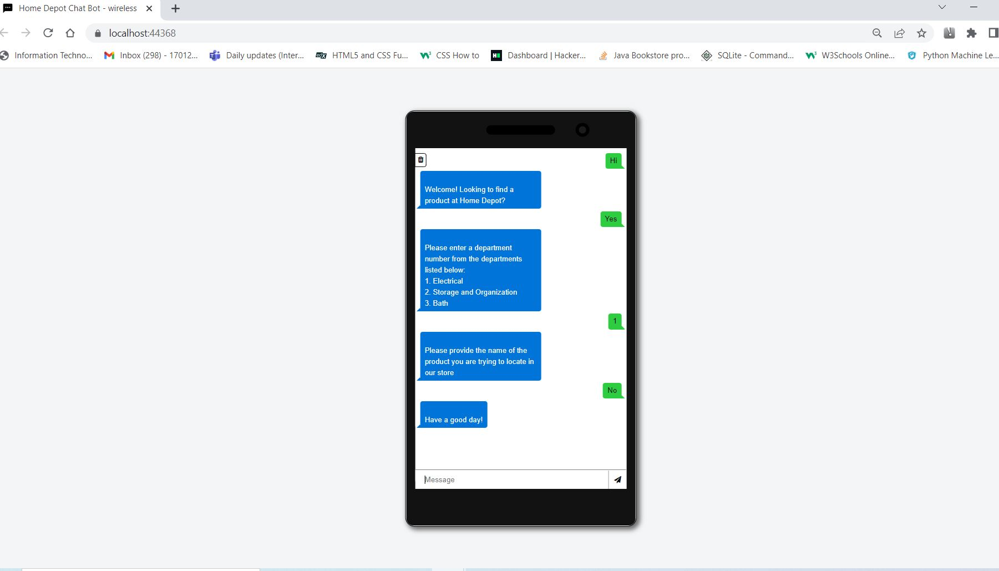 Home Depot Chat Bot - wireless
localhost:44368
Information Techno... Inbox (298) - 17012... Daily updates (Inter... HTML5 and CSS Fu... CSS How to Dashboard | Hacker... Java Bookstore pro... SQLite - Command... W3Schools Online... Python Machine Le...
Hi
Welcome! Looking to find a
product at Home Depot?
Yes
Please enter a department
number from the departments
listed below:
1. Electrical
2. Storage and Organization
3. Bath
1
Please provide the name of the
product you are trying to locate in
our store
No
Have a good day!
Message